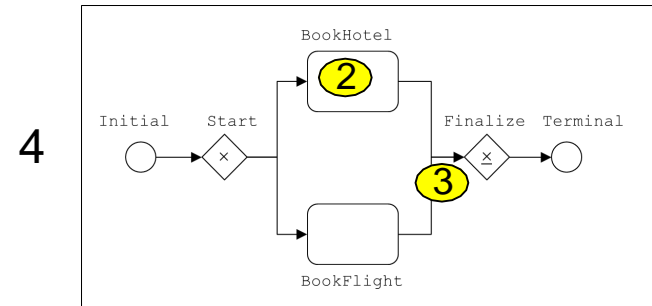 4
BookHotel
2
Initial
Start
×
Finalize
×
Terminal
3
BookFlight